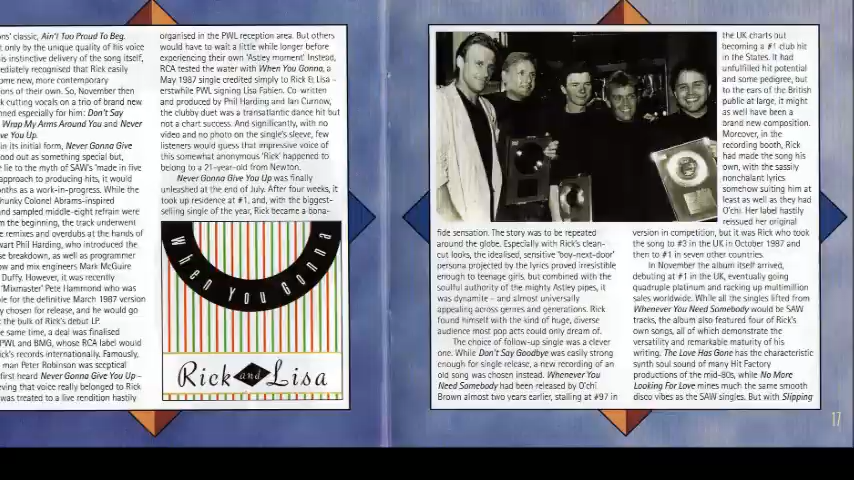 ons' classic, Ain't Too Proud To Beg.
t only by the unique quality of his voice
his instinctive delivery of the song itself,
ediately recognised that Rick easily
ome new, more contemporary
ions of their own. So, November then
k cutting vocals on a trio of brand new
nned especially for him: Don't Say
Wrap My Arms Around You and Never
ve You Up.
in its initial form, Never Gonna Give
ood out as something special but,
lie to the myth of SAW's 'made in five
approach to producing hits, it would
nths as a work-in-progress. While the
hunky Colonel Abrams-inspired
and sampled middle-eight refrain were
m the beginning, the track underwent
e remixes and overdubs at the hands of
wart Phil Harding, who introduced the
se breakdown, as well as programmer
ow and mix engineers Mark McGuire
Duffy. However, it was recently
'Mixmaster' Pete Hammond who was
ble for the definitive March 1987 version
y chosen for release, and he would go
t the bulk of Rick's debut LP.
e same time, a deal was finalised
PWL and BMG, whose RCA label would
ick's records internationally. Famously,
man Peter Robinson was sceptical
first heard Never Gonna Give You Up –
eving that voice really belonged to Rick
was treated to a live rendition hastily
organised in the PWL reception area. But others
would have to wait a little while longer before
experiencing their own 'Astley moment'. Instead,
RCA tested the water with When You Gonna, a
May 1987 single credited simply to Rick & Lisa -
erstwhile PWL signing Lisa Fabien. Co-written
and produced by Phil Harding and Ian Curnow,
the clubby duet was a transatlantic dance hit but
not a chart success. And significantly, with no
video and no photo on the single's sleeve, few
listeners would guess that impressive voice of
this somewhat anonymous 'Rick' happened to
belong to a 21-year-old from Newton.
Never Gonna Give You Up was finally
unleashed at the end of July. After four weeks, it
took up residence at #1, and, with the biggest-
selling single of the year, Rick became a bona-
When You Gonna
Rick and Lisa
fide sensation. The story was to be repeated
around the globe. Especially with Rick's clean-
cut looks, the idealised, sensitive 'boy-next-door'
persona projected by the lyrics proved irresistible
enough to teenage girls, but combined with the
soulful authority of the mighty Astley pipes, it
was dynamite - and almost universally
appealing across genres and generations. Rick
found himself with the kind of huge, diverse
audience most pop acts could only dream of.
The choice of follow-up single was a clever
one. While Don't Say Goodbye was easily strong
enough for single release, a new recording of an
old song was chosen instead. Whenever You
Need Somebody had been released by O'chi
Brown almost two years earlier, stalling at #97 in
the UK charts but
becoming a #1 club hit
in the States. It had
unfulfilled hit potential
and some pedigree, but
to the ears of the British
public at large, it might
as well have been a
brand new composition.
Moreover, in the
recording booth, Rick
had made the song his
own, with the sassily
nonchalant lyrics
somehow suiting him at
least as well as they had
O'chi. Her label hastily
reissued her original
version in competition, but it was Rick who took
the song to #3 in the UK in October 1987 and
then to #1 in seven other countries.
In November the album itself arrived,
debuting at #1 in the UK, eventually going
quadruple platinum and racking up multimillion
sales worldwide. While all the singles lifted from
Whenever You Need Somebody would be SAW
tracks, the album also featured four of Rick's
own songs, all of which demonstrate the
versatility and remarkable maturity of his
writing. The Love Has Gone has the characteristic
synth soul sound of many Hit Factory
productions of the mid-80s, while No More
Looking For Love mines much the same smooth
disco vibes as the SAW singles. But with Slipping
17